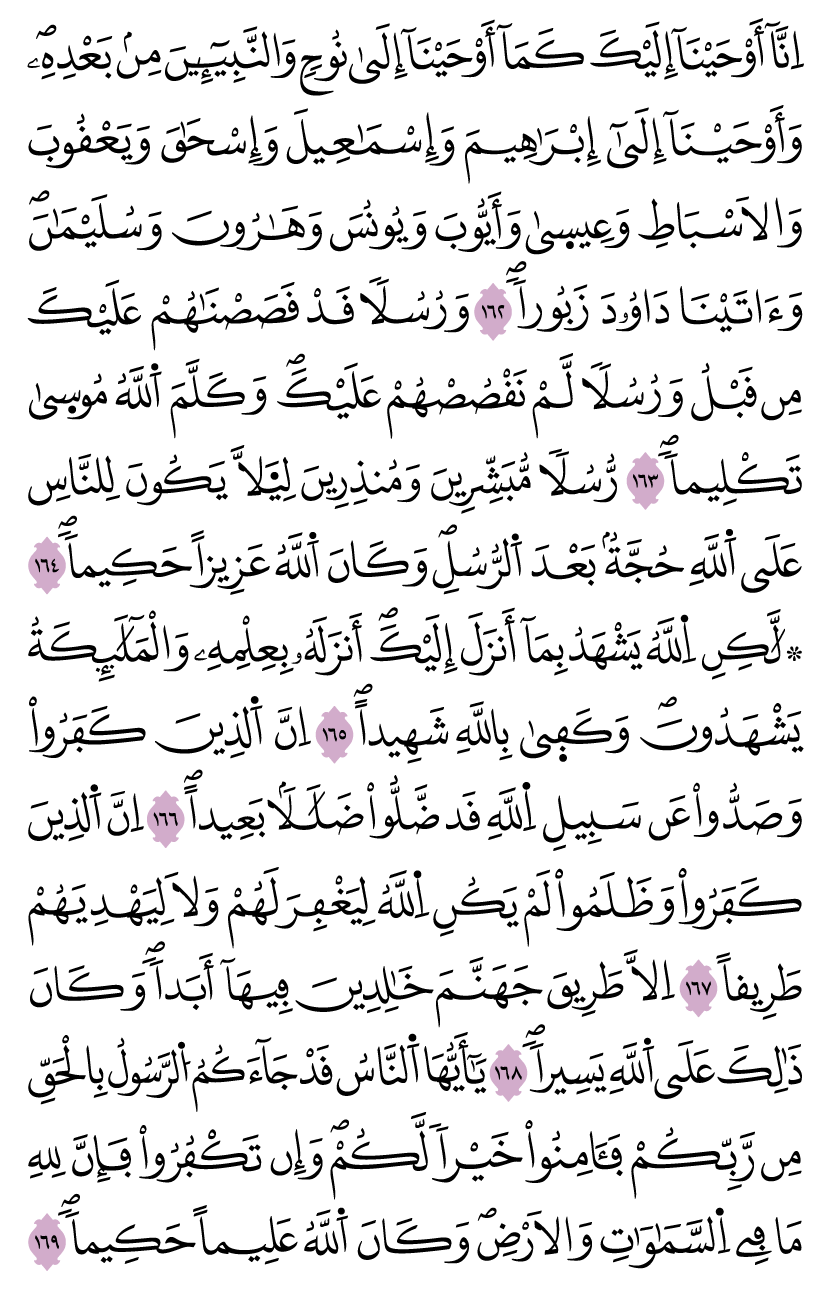 اِنَّآ أَوْحَيْنَآ إِلَيْكَ كَمَآ أَوْحَيْنَآ إِلَىٰ نُوحٍ وَالنَّبِيٓـِٕينَ مِنۢ بَعْدِهِۦۖ
وَأَوْحَيْنَآ إِلَىٰٓ إِبْرَٰهِيمَ وَإِسْمَٰعِيلَ وَإِسْحَٰقَ وَيَعْقُوبَ
وَالَاسْبَاطِ وَعِيسٜىٰ وَأَيُّوبَ وَيُونُسَ وَهَٰرُونَ وَسُلَيْمَٰنَۖ
وَءَاتَيْنَا دَاوُۥدَ زَبُوراٗۖ ١٦٢ وَرُسُلاٗ قَدْ قَصَصْنَٰهُمْ عَلَيْكَ
مِن قَبْلُ وَرُسُلاٗ لَّمْ نَقْصُصْهُمْ عَلَيْكَۖ وَكَلَّمَ اَ۬للَّهُ مُوسٜىٰ
تَكْلِيماٗۖ ١٦٣ رُّسُلاٗ مُّبَشِّرِينَ وَمُنذِرِينَ لِيَ۬لَّا يَكُونَ لِلنَّاسِ
عَلَى اَ۬للَّهِ حُجَّةُۢ بَعْدَ اَ۬لرُّسُلِۖ وَكَانَ اَ۬للَّهُ عَزِيزاً حَكِيماٗۖ ١٦٤
۞ لَّٰكِنِ اِ۬للَّهُ يَشْهَدُ بِمَآ أَنزَلَ إِلَيْكَۖ أَنزَلَهُۥ بِعِلْمِهِۦ وَالْمَلَٰٓئِكَةُ
يَشْهَدُونَۖ وَكَفٜىٰ بِاللَّهِ شَهِيداًۖ ١٦٥ اِنَّ اَ۬لذِينَ كَفَرُواْ
وَصَدُّواْ عَن سَبِيلِ اِ۬للَّهِ قَد ضَّلُّواْ ضَلَٰلَاۢ بَعِيداًۖ ١٦٦ اِنَّ اَ۬لذِينَ
كَفَرُواْ وَظَلَمُواْ لَمْ يَكُنِ اِ۬للَّهُ لِيَغْفِرَ لَهُمْ وَلَا لِيَهْدِيَهُمْ
طَرِيقاً ١٦٧ اِلَّا طَرِيقَ جَهَنَّمَ خَٰلِدِينَ فِيهَآ أَبَداٗۖ وَكَانَ
ذَٰلِكَ عَلَى اَ۬للَّهِ يَسِيراٗۖ ١٦٨ يَٰٓأَيُّهَا اَ۬لنَّاسُ قَدْ جَآءَكُمُ اُ۬لرَّسُولُ بِالْحَقِّ
مِن رَّبِّكُمْ فَـَٔامِنُواْ خَيْراٗ لَّكُمْۖ وَإِن تَكْفُرُواْ فَإِنَّ لِلهِ
مَا فِے اِ۬لسَّمَٰوَٰتِ وَالَارْضِۖ وَكَانَ اَ۬للَّهُ عَلِيماً حَكِيماٗۖ ١٦٩